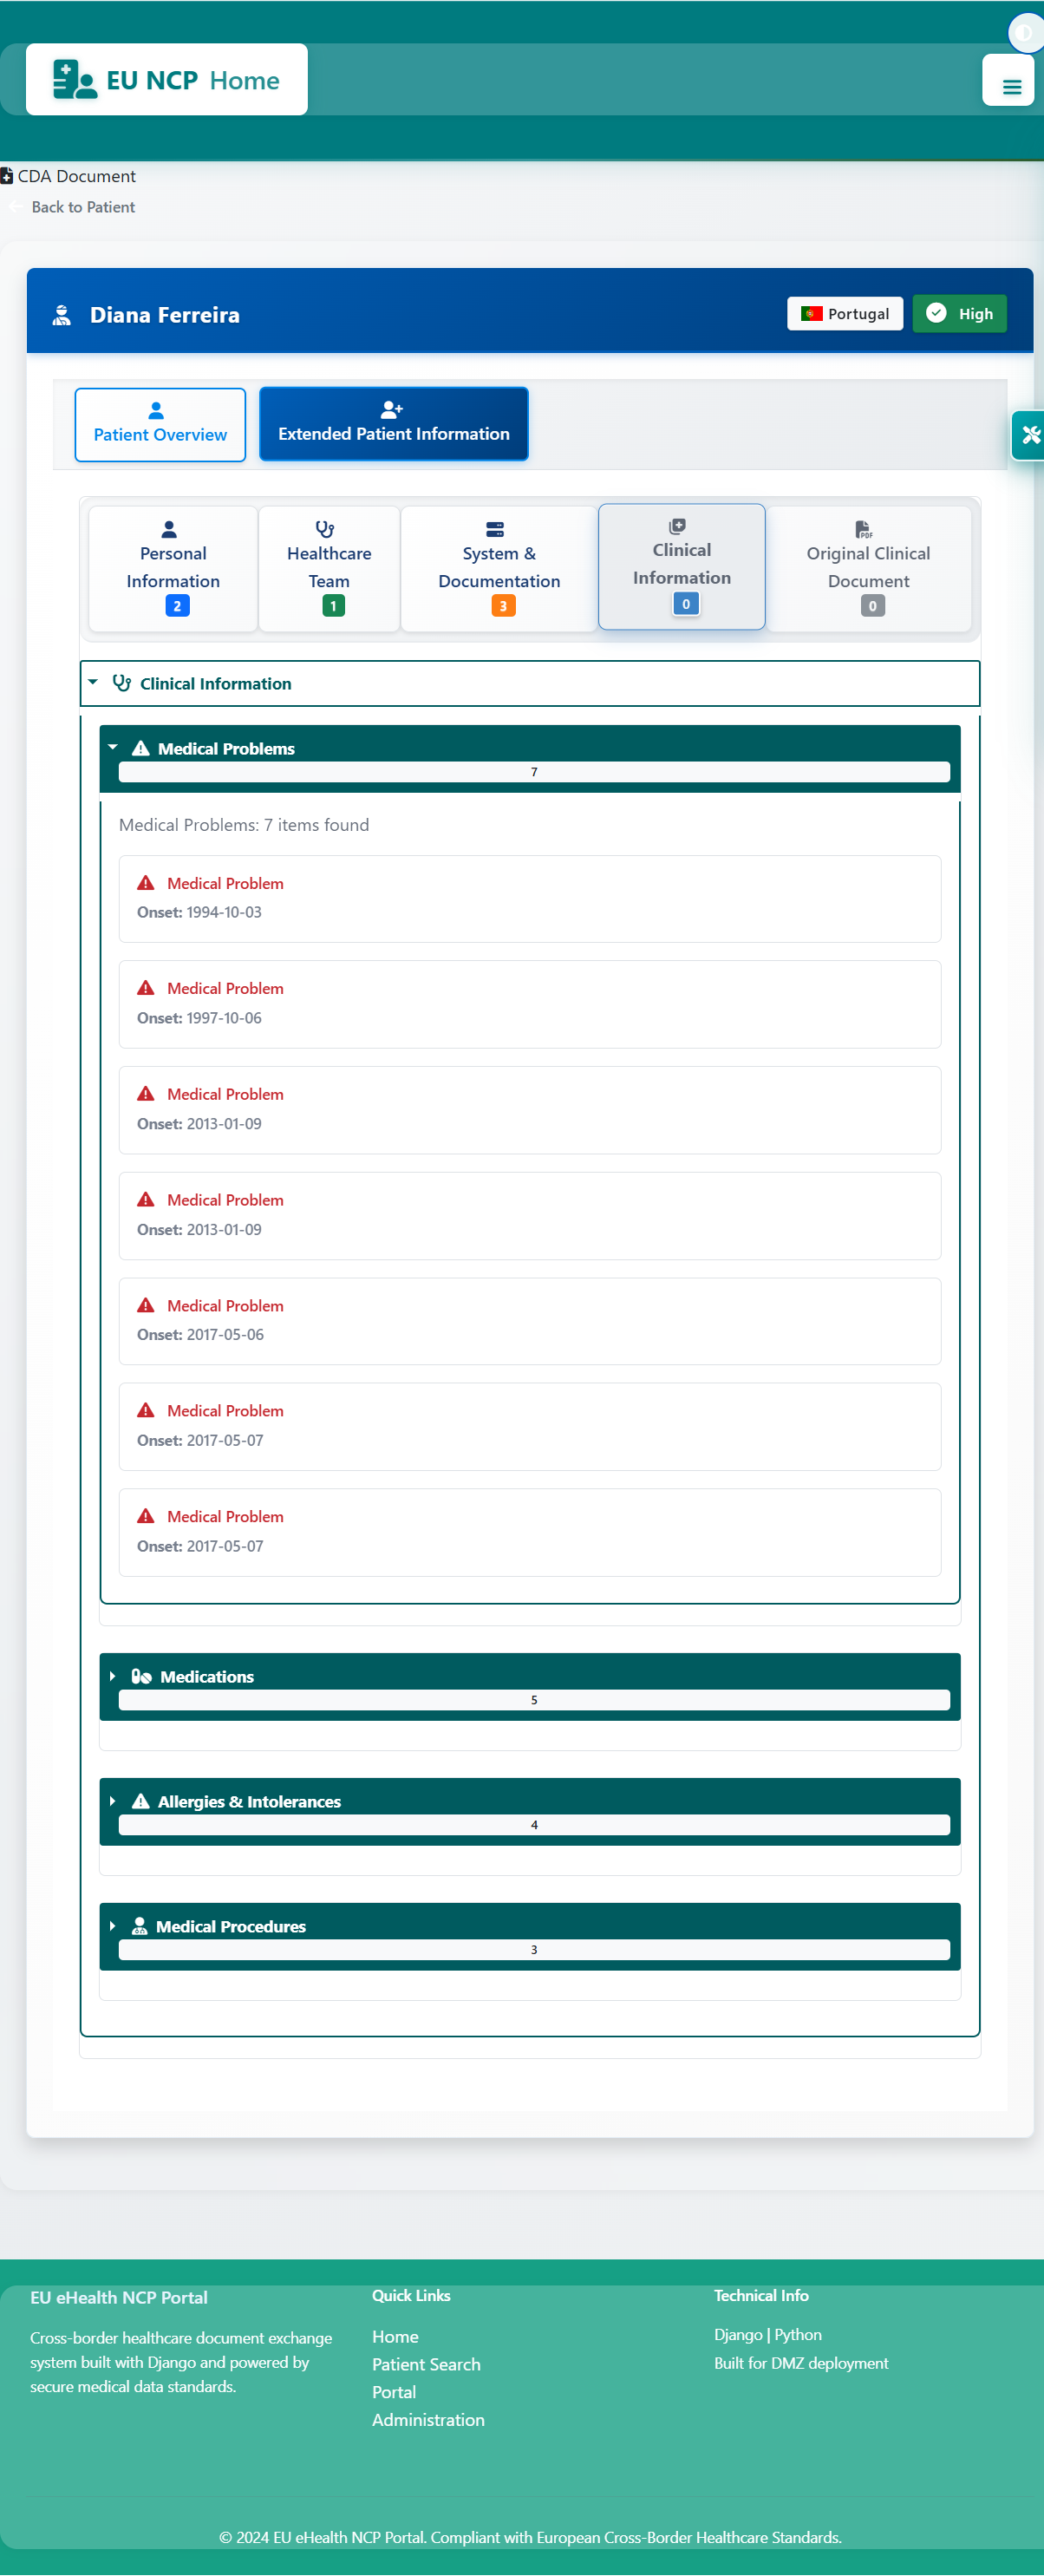 EU NCP Home
CDA Document
Back to Patient
Diana Ferreira
Portugal
High
Patient Overview
Extended Patient Information
Personal
Information
2
Healthcare
Team
1
System &
Documentation
3
Clinical
Information
0
PDF
Original Clinical
Document
0
Clinical Information
Medical Problems
7
Medical Problems: 7 items found
Medical Problem
Onset: 1994-10-03
Medical Problem
Onset: 1997-10-06
Medical Problem
Onset: 2013-01-09
Medical Problem
Onset: 2013-01-09
Medical Problem
Onset: 2017-05-06
Medical Problem
Onset: 2017-05-07
Medical Problem
Onset: 2017-05-07
Medications
5
Allergies & Intolerances
4
Medical Procedures
3
EU eHealth NCP Portal
Cross-border healthcare document exchange
system built with Django and powered by
secure medical data standards.
Quick Links
Home
Patient Search
Portal
Administration
Technical Info
Django | Python
Built for DMZ deployment
© 2024 EU eHealth NCP Portal. Compliant with European Cross-Border Healthcare Standards.